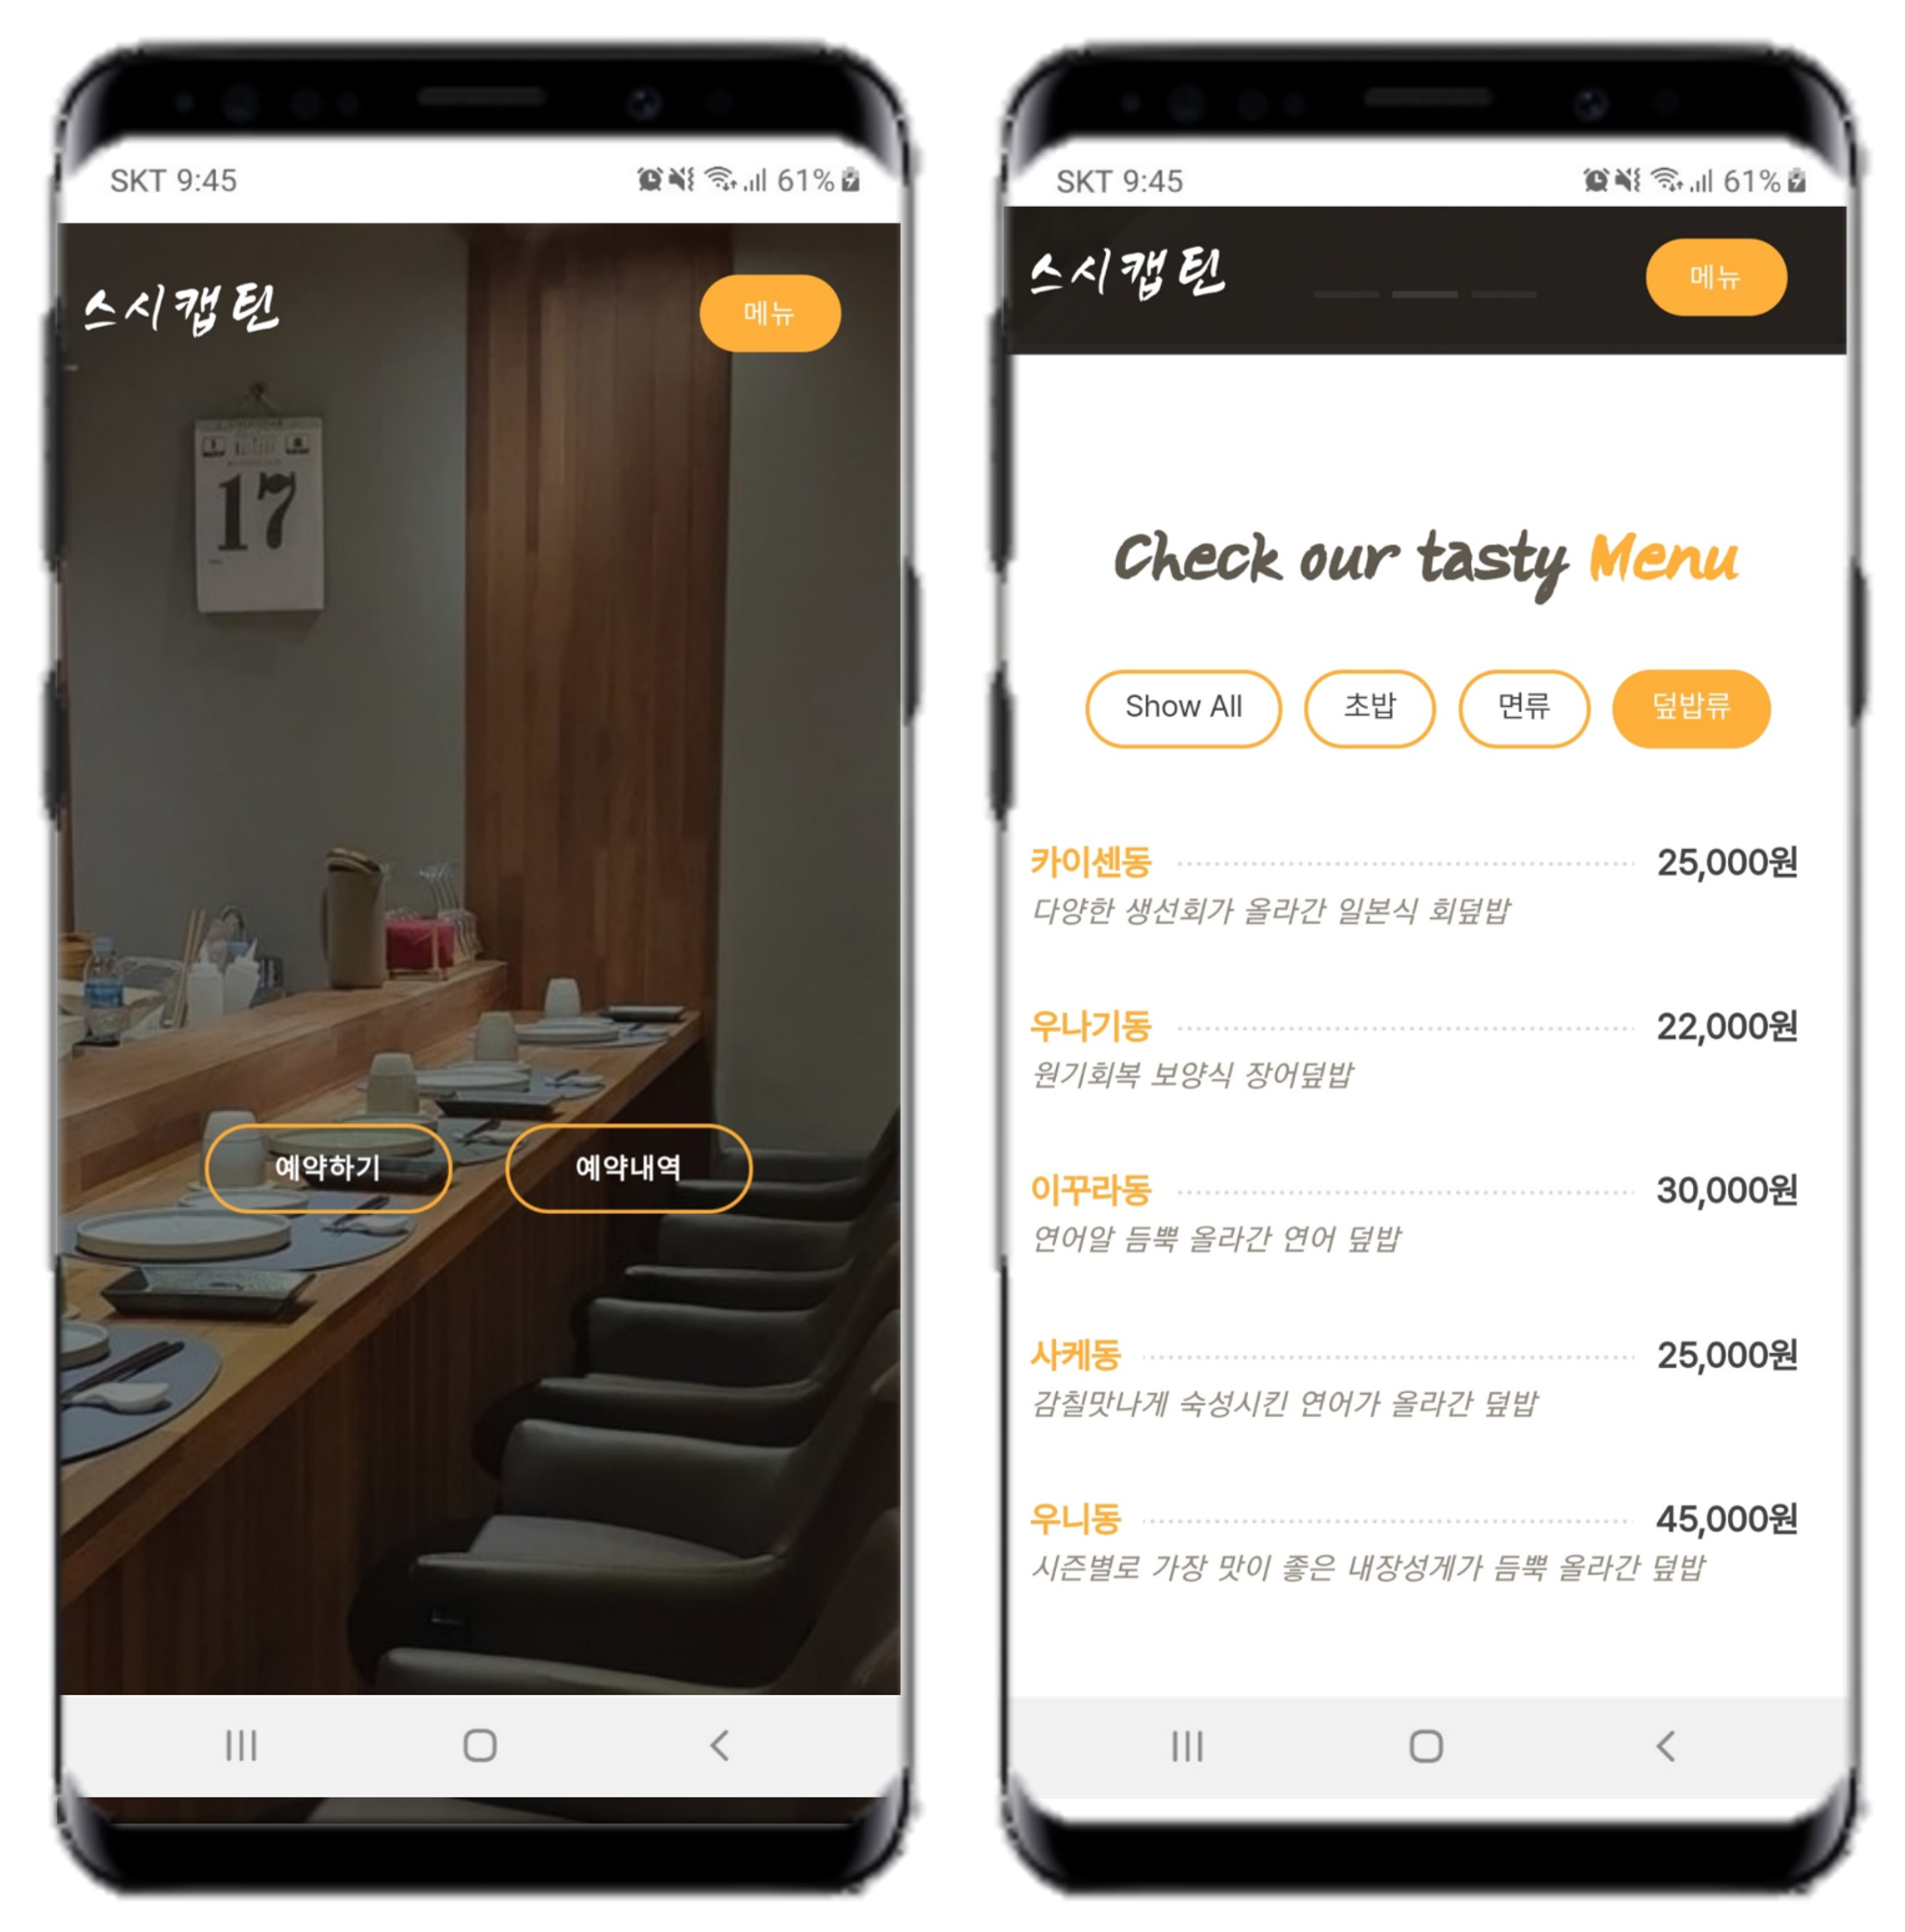 SKT 9:45
61%
스시캡틴
메뉴
17
예약하기
예약내역
SKT 9:45
61%
스시캡틴
메뉴
Check our tasty Menu
Show All
초밥
면류
덮밥류
카이센동 25,000원
다양한 생선회가 올라간 일본식 회덮밥
우나기동 22,000원
원기회복 보양식 장어덮밥
이꾸라동 30,000원
연어알 듬뿍 올라간 연어 덮밥
사케동 25,000원
감칠맛나게 숙성시킨 연어가 올라간 덮밥
우니동 45,000원
시즌별로 가장 맛이 좋은 내장성게가 듬뿍 올라간 덮밥